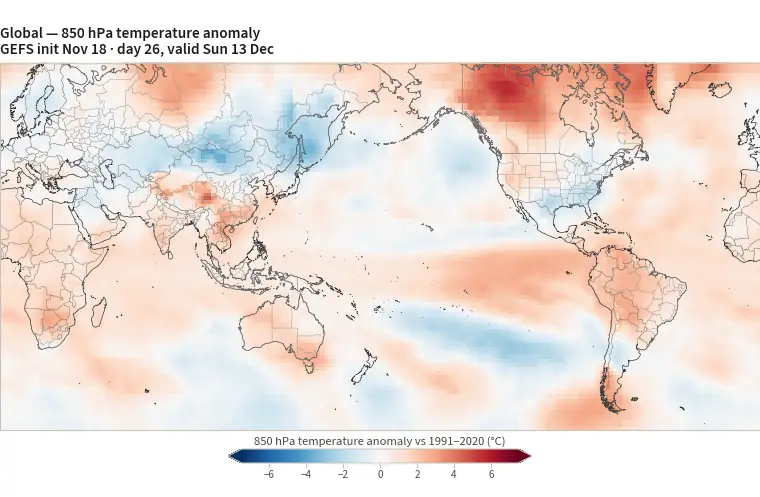 Global — 850 hPa temperature anomaly
GEFS init Nov 18 · day 26, valid Sun 13 Dec
850 hPa temperature anomaly vs 1991–2020 (°C)
−6 −4 −2 0 2 4 6